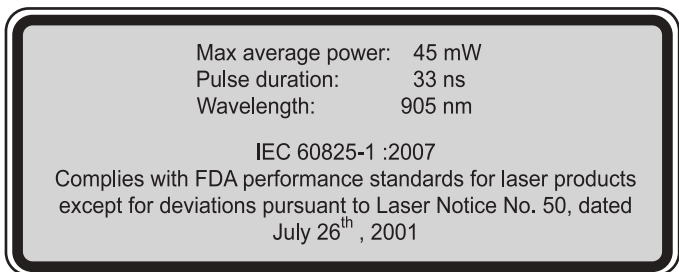 Max average power: 45 mW
Pulse duration: 33 ns
Wavelength: 905 nm
IEC 60825-1 :2007
Complies with FDA performance standards for laser products
except for deviations pursuant to Laser Notice No. 50, dated
July 26th , 2001